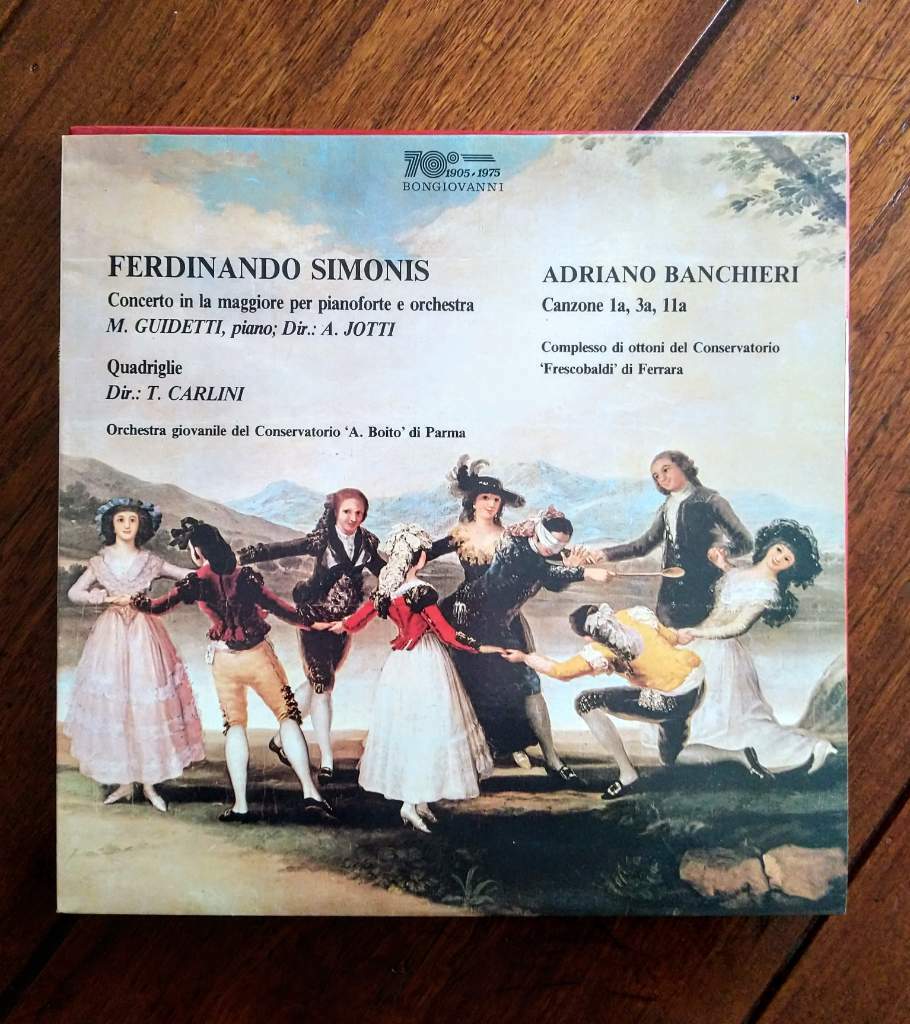 70° 1905 • 1975
BONGIOVANNI
FERDINANDO SIMONIS
Concerto in la maggiore per pianoforte e orchestra
M. GUIDETTI, piano; Dir.: A. JOTTI
Quadriglie
Dir.: T. CARLINI
Orchestra giovanile del Conservatorio ‘A. Boito’ di Parma
ADRIANO BANCHIERI
Canzone 1a, 3a, 11a
Complesso di ottoni del Conservatorio
‘Frescobaldi’ di Ferrara